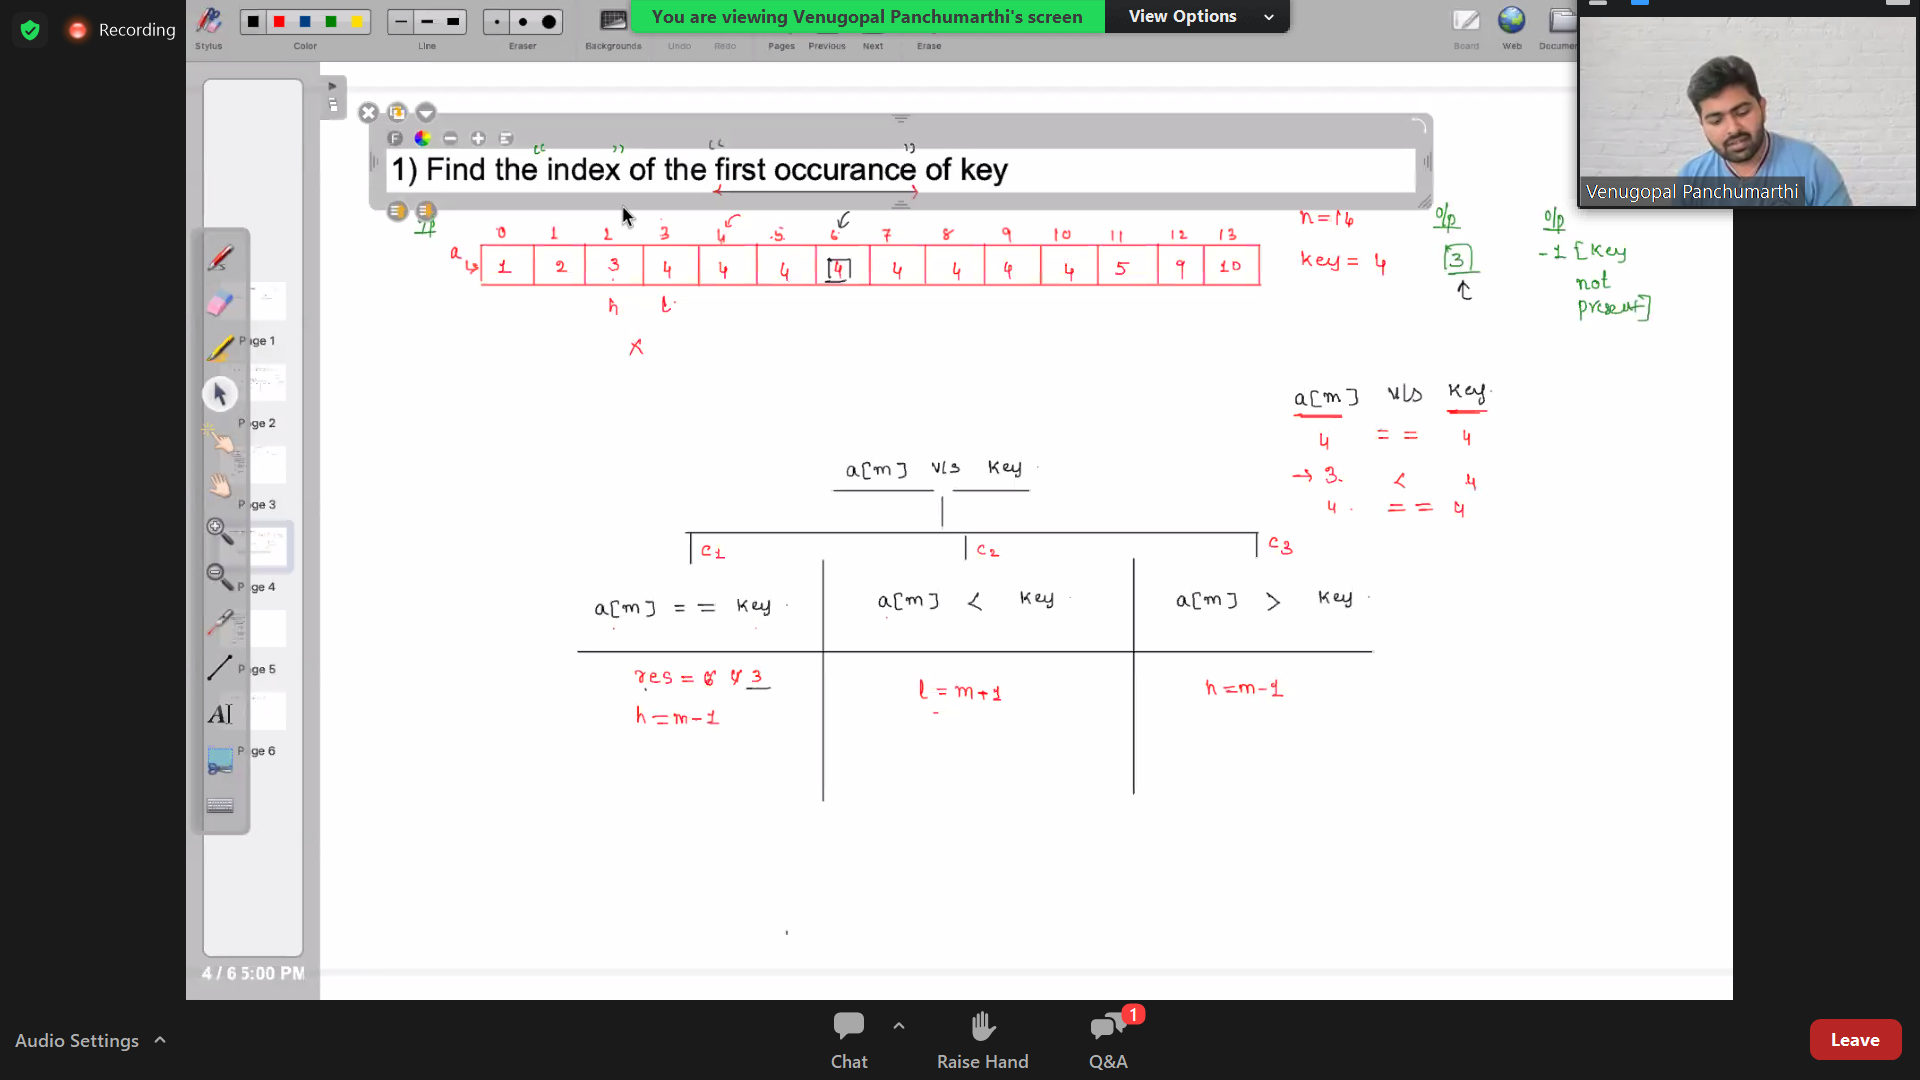 Recording
You are viewing Venugopal Panchumarthi's screen
View Options
Stylus
Color
Line
Eraser
Backgrounds
Undo
Redo
Pages
Previous
Next
Erase
Board
Web
Documen
Venugopal Panchumarthi
1) Find the "index" of the "first occurance" of key
IP
0 1 2 3 4 5 6 7 8 9 10 11 12 13
a
1 2 3 4 4 4 4 4 4 4 4 5 9 10
h l
x
n=14
key = 4
o/p
3
o/p
-1 [key
not
present]
a[m] v/s key
4 == 4
→ 3 < 4
4 == 4
a[m] v/s key
C1 C2 C3
a[m] == key
a[m] < key
a[m] > key
res = 6 4 3
h = m-1
l = m+1
h = m-1
Page 1
Page 2
Page 3
Page 4
Page 5
Page 6
4 / 6 5:00 PM
Audio Settings
Chat
Raise Hand
1
Q&A
Leave